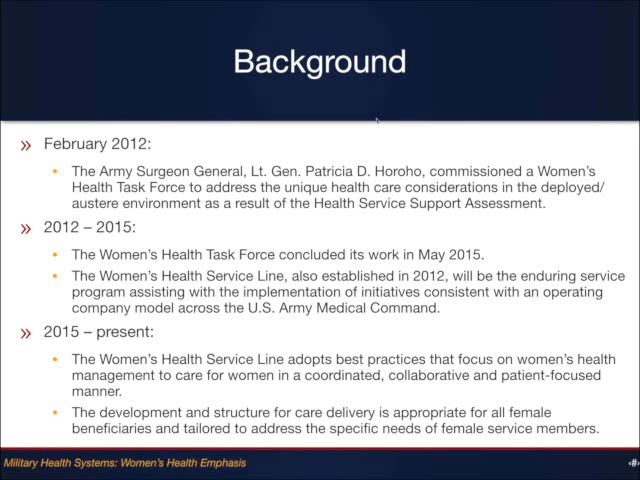 Background
» February 2012:
• The Army Surgeon General, Lt. Gen. Patricia D. Horoho, commissioned a Women's
Health Task Force to address the unique health care considerations in the deployed/
austere environment as a result of the Health Service Support Assessment.
» 2012 – 2015:
• The Women's Health Task Force concluded its work in May 2015.
• The Women's Health Service Line, also established in 2012, will be the enduring service
program assisting with the implementation of initiatives consistent with an operating
company model across the U.S. Army Medical Command.
» 2015 – present:
• The Women's Health Service Line adopts best practices that focus on women's health
management to care for women in a coordinated, collaborative and patient-focused
manner.
• The development and structure for care delivery is appropriate for all female
beneficiaries and tailored to address the specific needs of female service members.
Military Health Systems: Women's Health Emphasis
‹#›